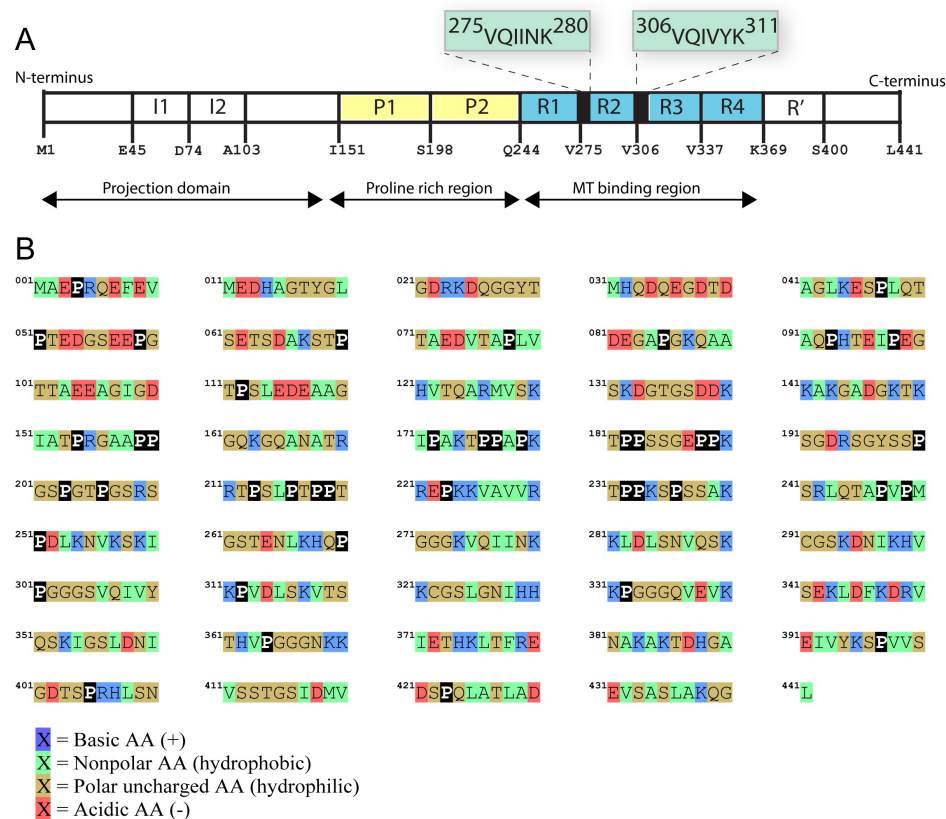 A
275VQIINK280 306VQIVYK311
N-terminus C-terminus
I1 I2 P1 P2 R1 R2 R3 R4 R’
M1 E45 D74 A103 I151 S198 Q244 V275 V306 V337 K369 S400 L441
Projection domain Proline rich region MT binding region
B
001MAEPRQEFEV 011MEDHAGTYGL 021GDRKDQGGYT 031MHQDQEGDTD 041AGLKESPLQT
051PTEDGSEEPG 061SETSDAKSTP 071TAEDVTAPLV 081DEGAPGKQAA 091AQPHTEIPEG
101TTAEEAGIGD 111TPSLEDEAAG 121HVTQARMVSK 131SKDGTGSDDK 141KAKGADGKTK
151IATPRGAAPP 161GQKGQANATR 171IPAKTPPAPK 181TPPSSGEPPK 191SGDRSGYSSP
201GSPGTPGSRS 211RTPSLPTPPT 221REPKKVAVVR 231TPPKSPSSAK 241SRLQTAPVPM
251PDLKNVKSKI 261GSTENLKHQP 271GGGKVQIINK 281KLDLSNVQSK 291CGSKDNIKHV
301PGGGSVQIVY 311KPVDLSKVTS 321KCGSLGNIHH 331KPGGGQVEVK 341SEKLDFKDRV
351QSKIGSLDNI 361THVPGGGNKK 371IETHKLTFRE 381NAKAKTDHGA 391EIVYKSPVVS
401GDTSPRHLSN 411VSSTGSIDMV 421DSPQLATLAD 431EVSASLAKQG 441L
X = Basic AA (+)
X = Nonpolar AA (hydrophobic)
X = Polar uncharged AA (hydrophilic)
X = Acidic AA (-)